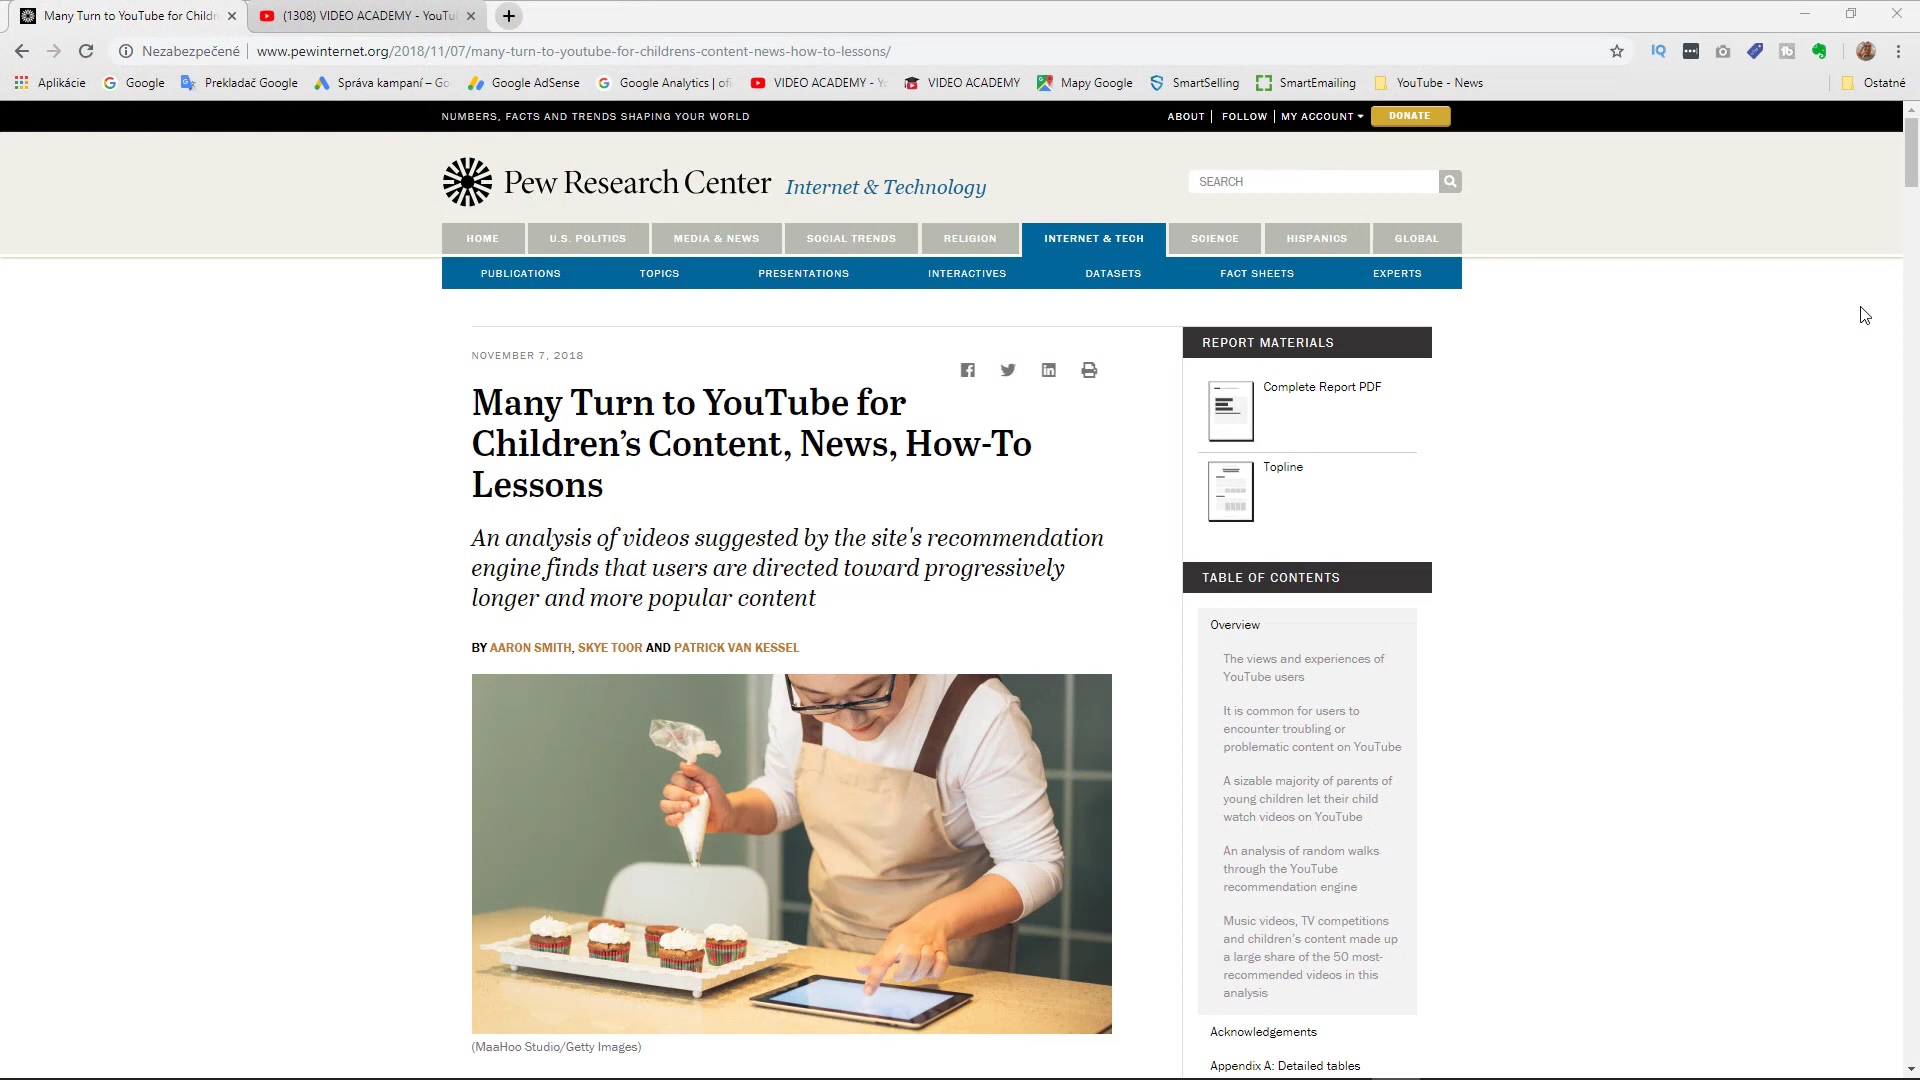 Many Turn to YouTube for Childr
(1308) VIDEO ACADEMY - YouTu
Nezabezpečené
www.pewinternet.org/2018/11/07/many-turn-to-youtube-for-childrens-content-news-how-to-lessons/
Aplikácie
Google
Prekladač Google
Správa kampaní – Go
Google AdSense
Google Analytics | ofi
VIDEO ACADEMY - Yo
VIDEO ACADEMY
Mapy Google
SmartSelling
SmartEmailing
YouTube - News
Ostatné
NUMBERS, FACTS AND TRENDS SHAPING YOUR WORLD
ABOUT
FOLLOW
MY ACCOUNT
DONATE
Pew Research Center Internet & Technology
SEARCH
HOME
U.S. POLITICS
MEDIA & NEWS
SOCIAL TRENDS
RELIGION
INTERNET & TECH
SCIENCE
HISPANICS
GLOBAL
PUBLICATIONS
TOPICS
PRESENTATIONS
INTERACTIVES
DATASETS
FACT SHEETS
EXPERTS
NOVEMBER 7, 2018
Many Turn to YouTube for
Children’s Content, News, How-To
Lessons
An analysis of videos suggested by the site's recommendation
engine finds that users are directed toward progressively
longer and more popular content
BY AARON SMITH, SKYE TOOR AND PATRICK VAN KESSEL
(MaaHoo Studio/Getty Images)
REPORT MATERIALS
Complete Report PDF
Topline
TABLE OF CONTENTS
Overview
The views and experiences of
YouTube users
It is common for users to
encounter troubling or
problematic content on YouTube
A sizable majority of parents of
young children let their child
watch videos on YouTube
An analysis of random walks
through the YouTube
recommendation engine
Music videos, TV competitions
and children’s content made up
a large share of the 50 most-
recommended videos in this
analysis
Acknowledgements
Appendix A: Detailed tables